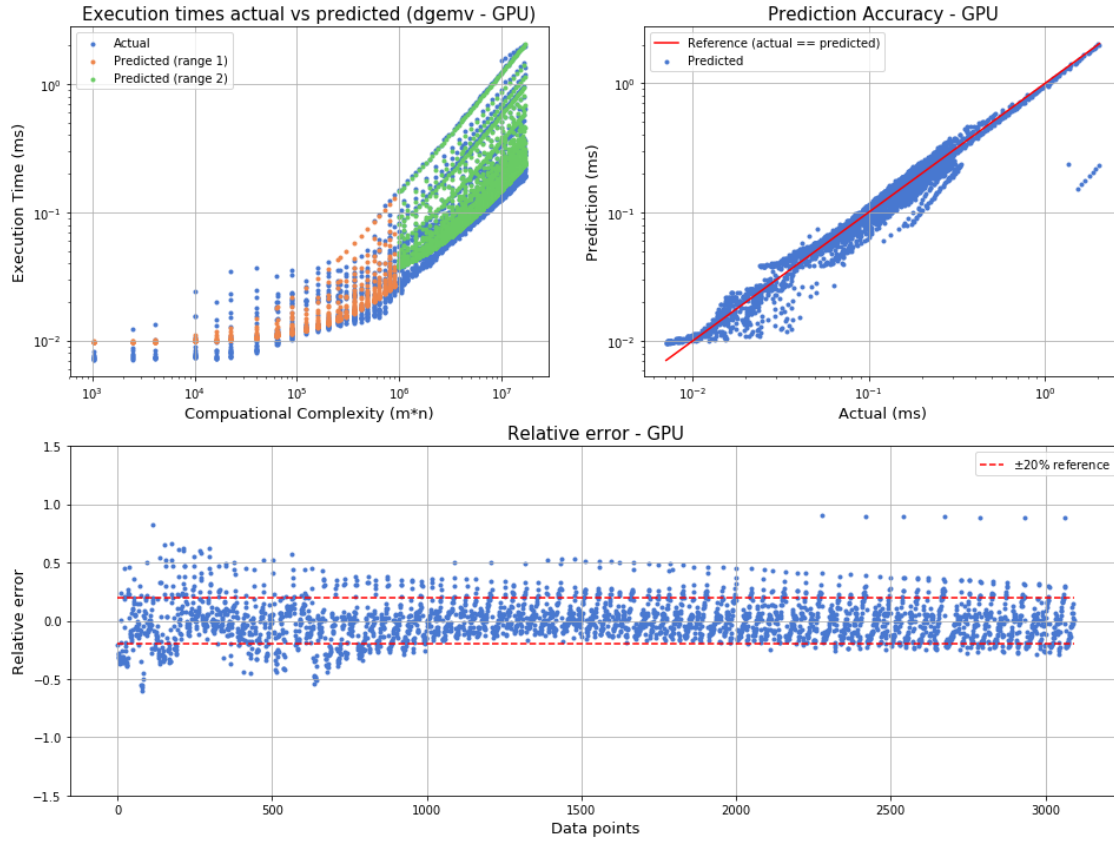 Execution times actual vs predicted (dgemv - GPU)
Actual
Predicted (range 1)
Predicted (range 2)
Execution Time (ms)
10⁰
10⁻¹
10⁻²
10³
10⁴
10⁵
10⁶
10⁷
Compuational Complexity (m*n)
Prediction Accuracy - GPU
Reference (actual == predicted)
Predicted
Prediction (ms)
10⁰
10⁻¹
10⁻²
10⁻²
10⁻¹
10⁰
Actual (ms)
Relative error - GPU
±20% reference
Relative error
1.5
1.0
0.5
0.0
−0.5
−1.0
−1.5
0
500
1000
1500
2000
2500
3000
Data points